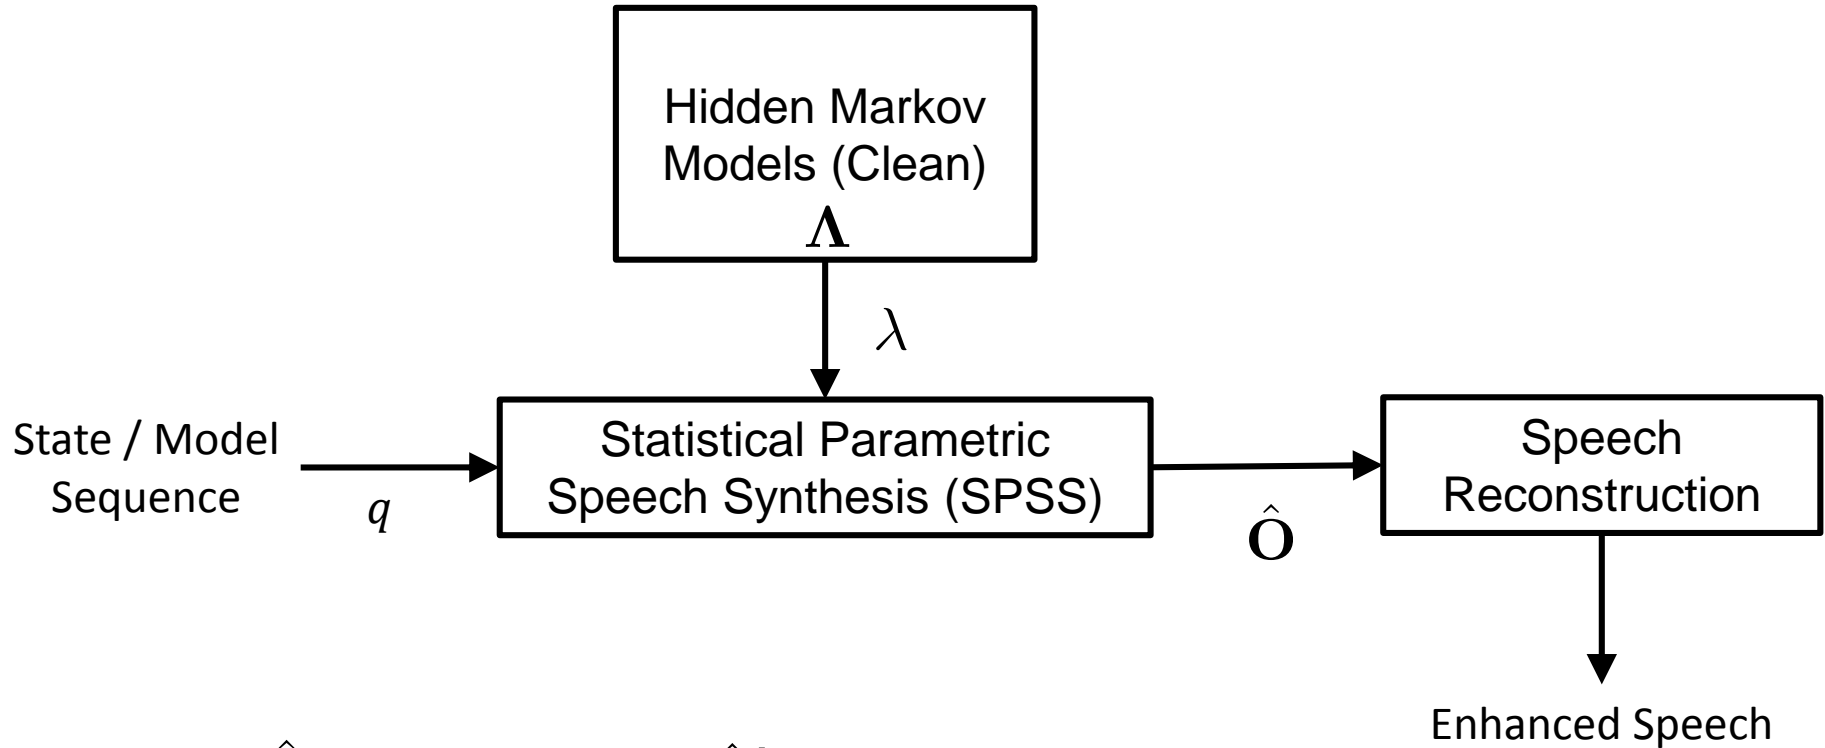 Hidden Markov
Models (Clean)
Λ
λ
State / Model
Sequence
q
Statistical Parametric
Speech Synthesis (SPSS)
Ô
Speech
Reconstruction
Enhanced Speech